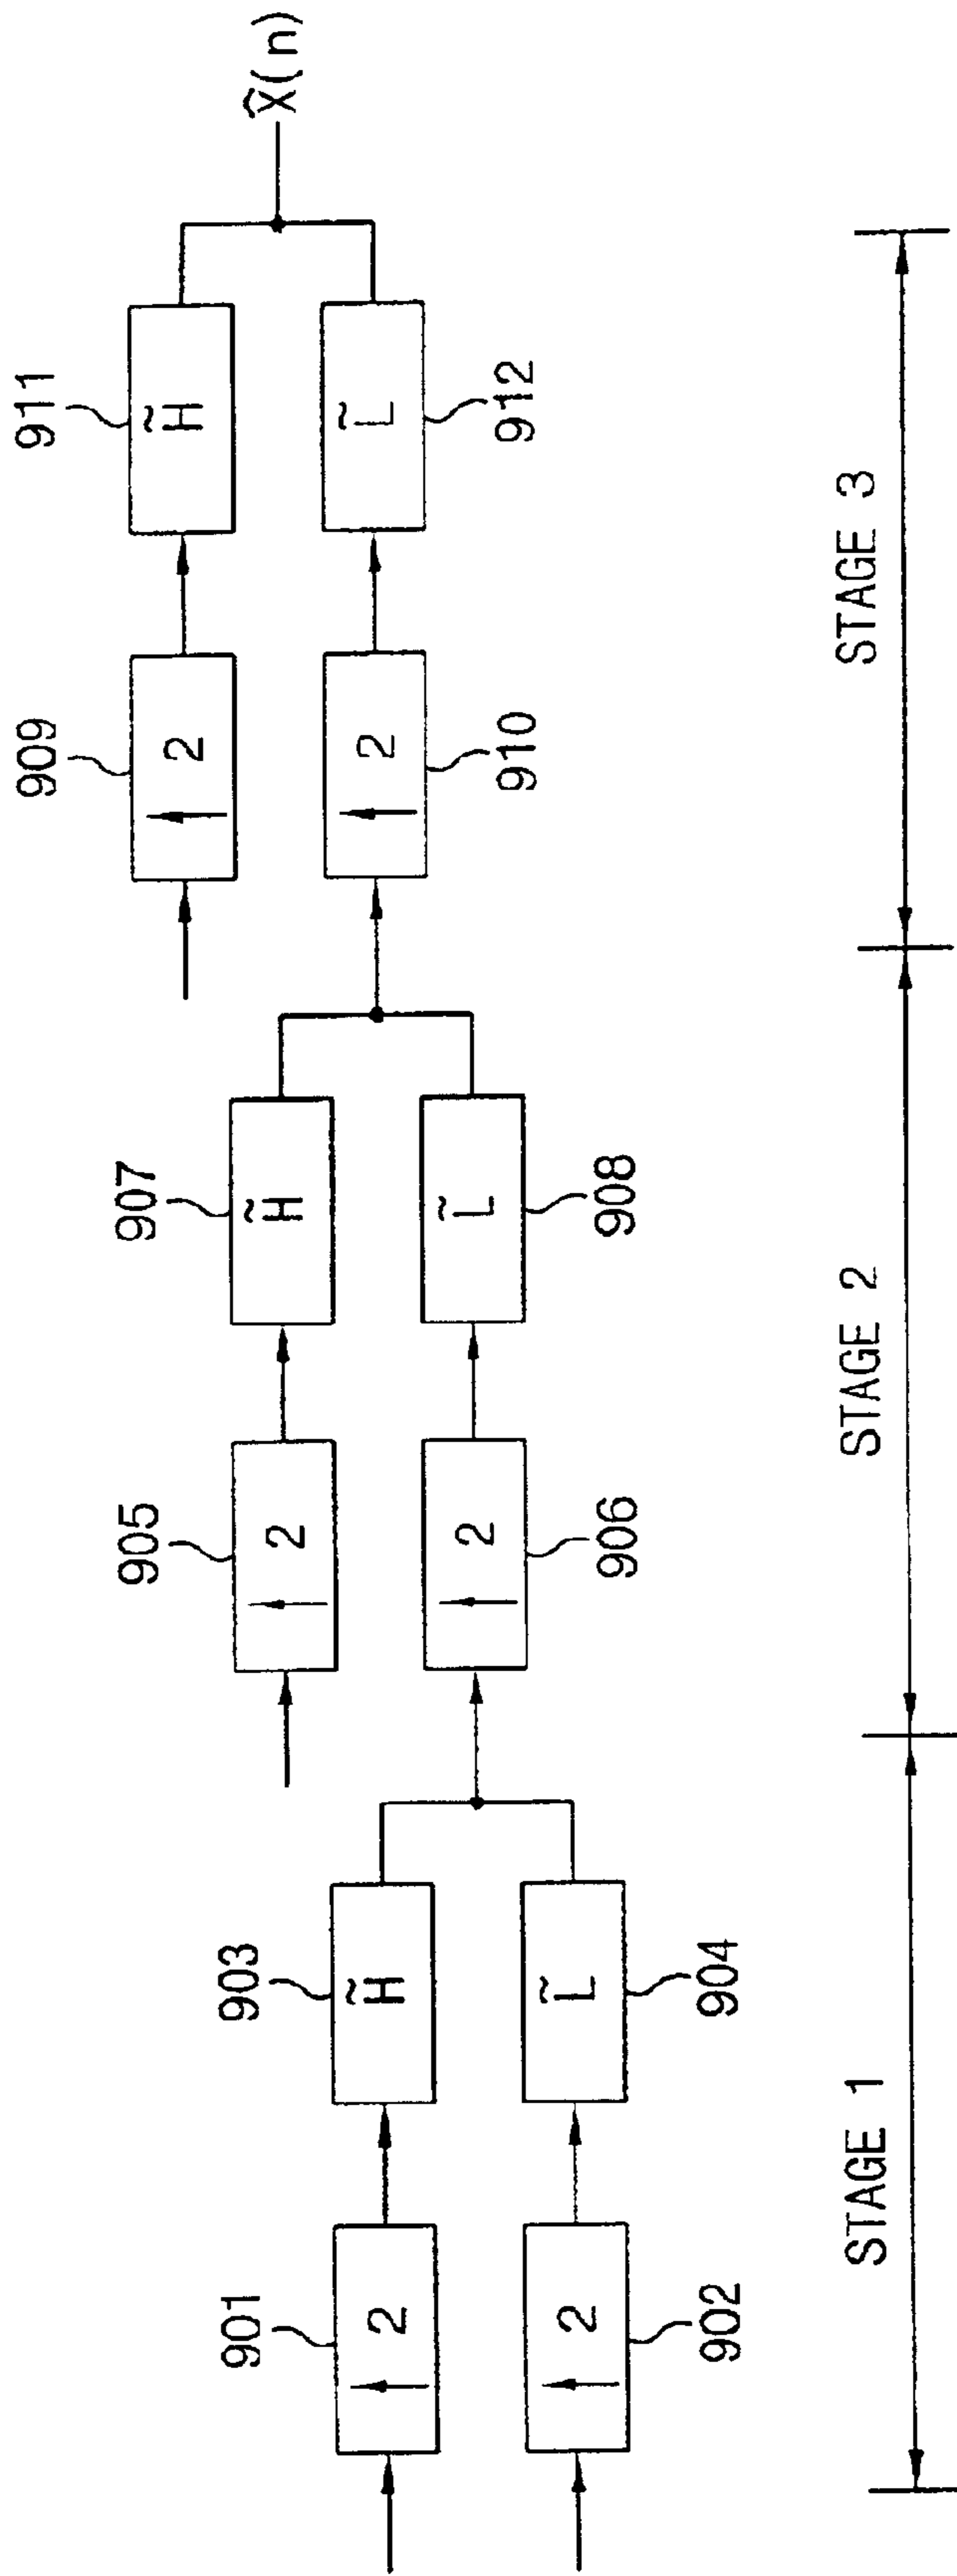 901
↑2
H̃
903
902
↑2
L̃
904
905
↑2
H̃
907
906
↑2
L̃
908
909
↑2
H̃
911
910
↑2
L̃
912
X̂(n)
STAGE 1
STAGE 2
STAGE 3